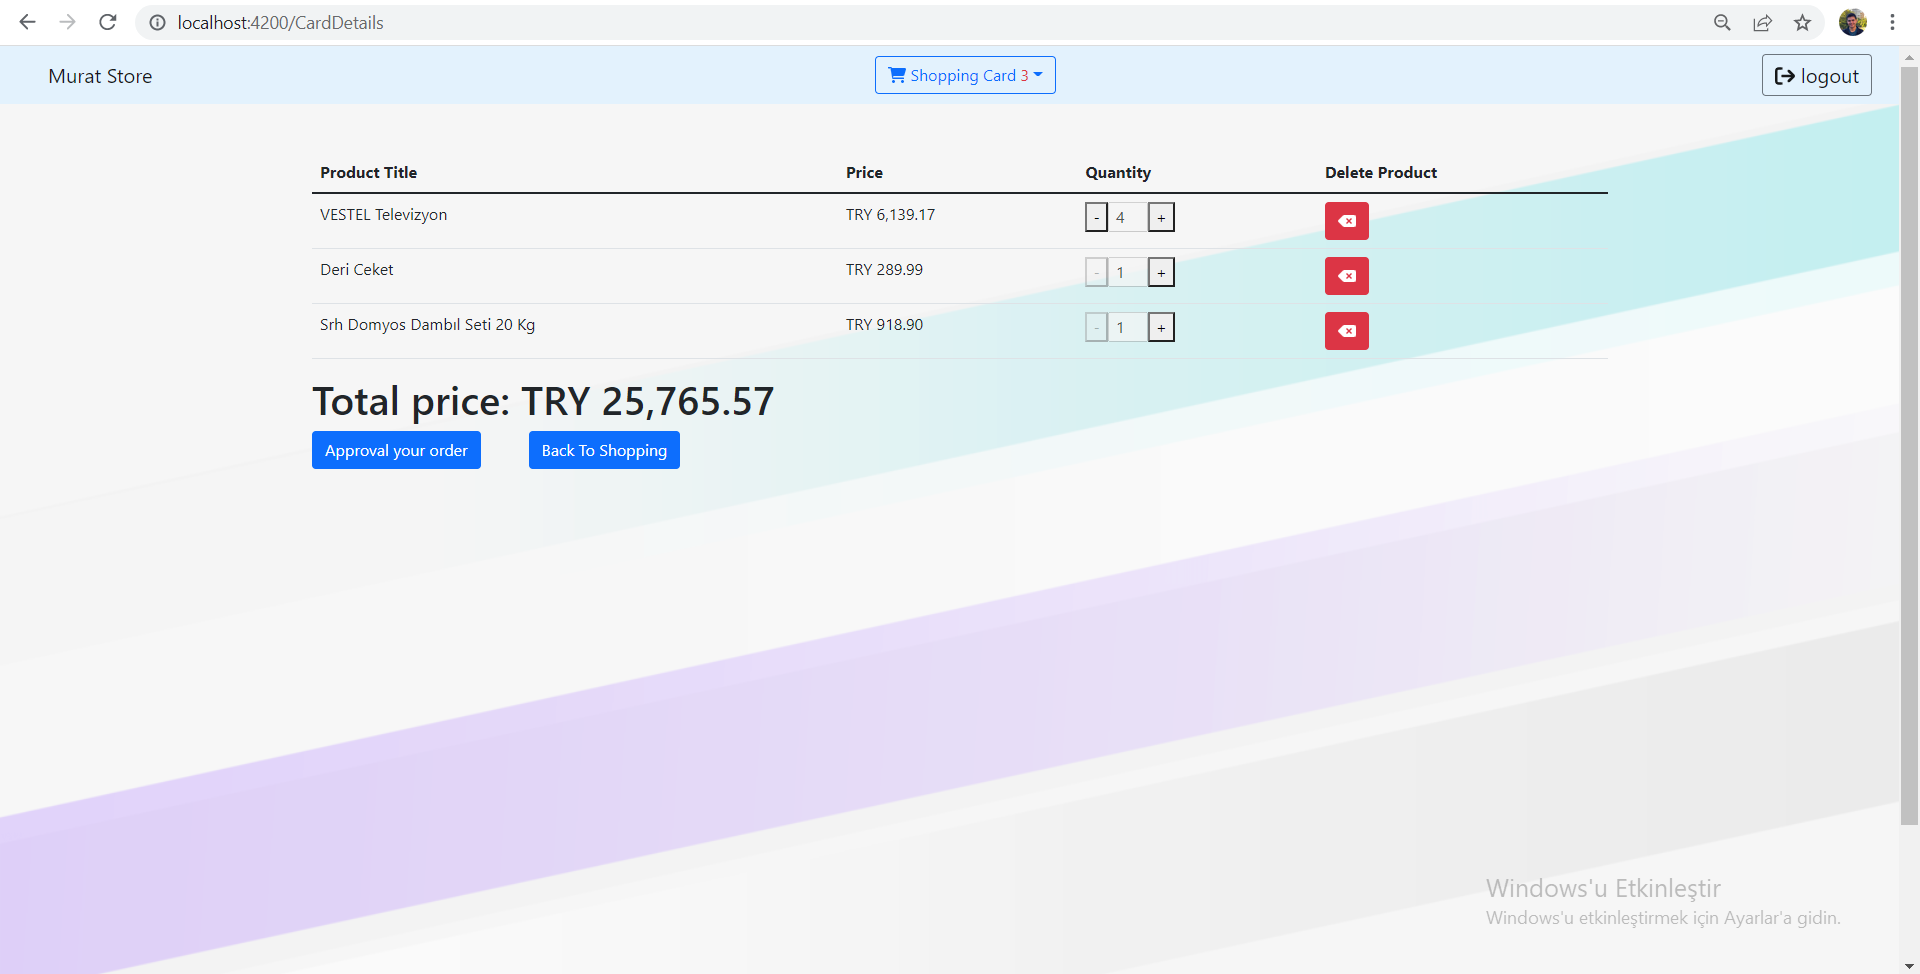 localhost:4200/CardDetails
Murat Store
Shopping Card 3
logout
Product Title Price Quantity Delete Product
VESTEL Televizyon TRY 6,139.17 - 4 +
Deri Ceket TRY 289.99 - 1 +
Srh Domyos Dambıl Seti 20 Kg TRY 918.90 - 1 +
Total price: TRY 25,765.57
Approval your order Back To Shopping
Windows'u Etkinleştir
Windows'u etkinleştirmek için Ayarlar'a gidin.